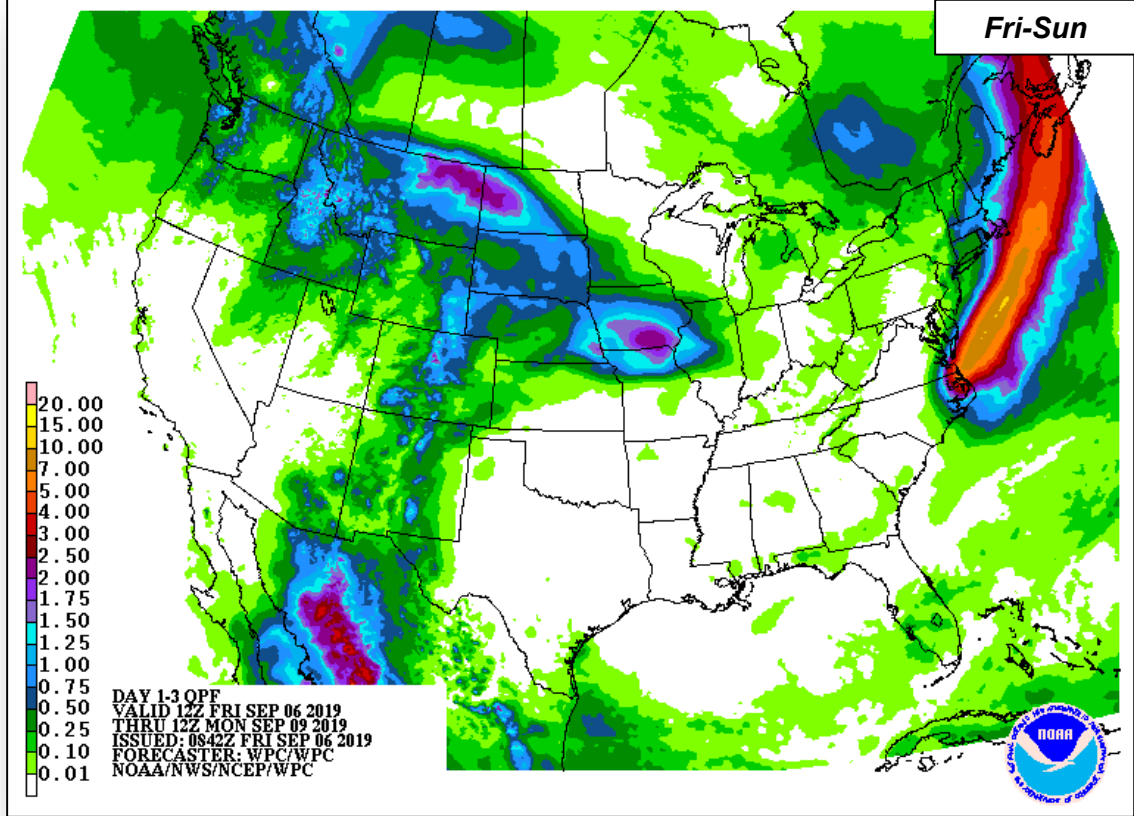 Fri-Sun
20.00
15.00
10.00
7.00
5.00
4.00
3.00
2.50
2.00
1.75
1.50
1.25
1.00
0.75
0.50
0.25
0.10
0.01
DAY 1-3 QPF
VALID 12Z FRI SEP 06 2019
THRU 12Z MON SEP 09 2019
ISSUED: 0842Z FRI SEP 06 2019
FORECASTER: WPC/WPC
NOAA/NWS/NCEP/WPC
NOAA